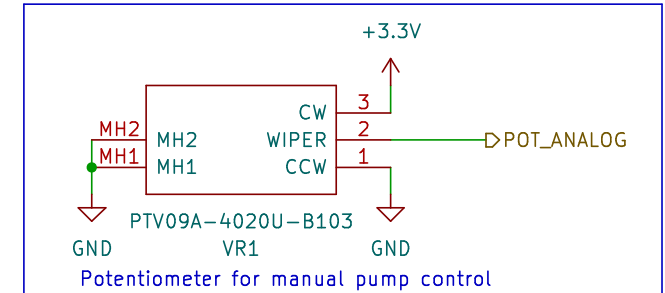 +3.3V
CW 3
MH2 MH2 WIPER 2 POT_ANALOG
MH1 MH1 CCW 1
PTV09A-4020U-B103
GND VR1 GND
Potentiometer for manual pump control